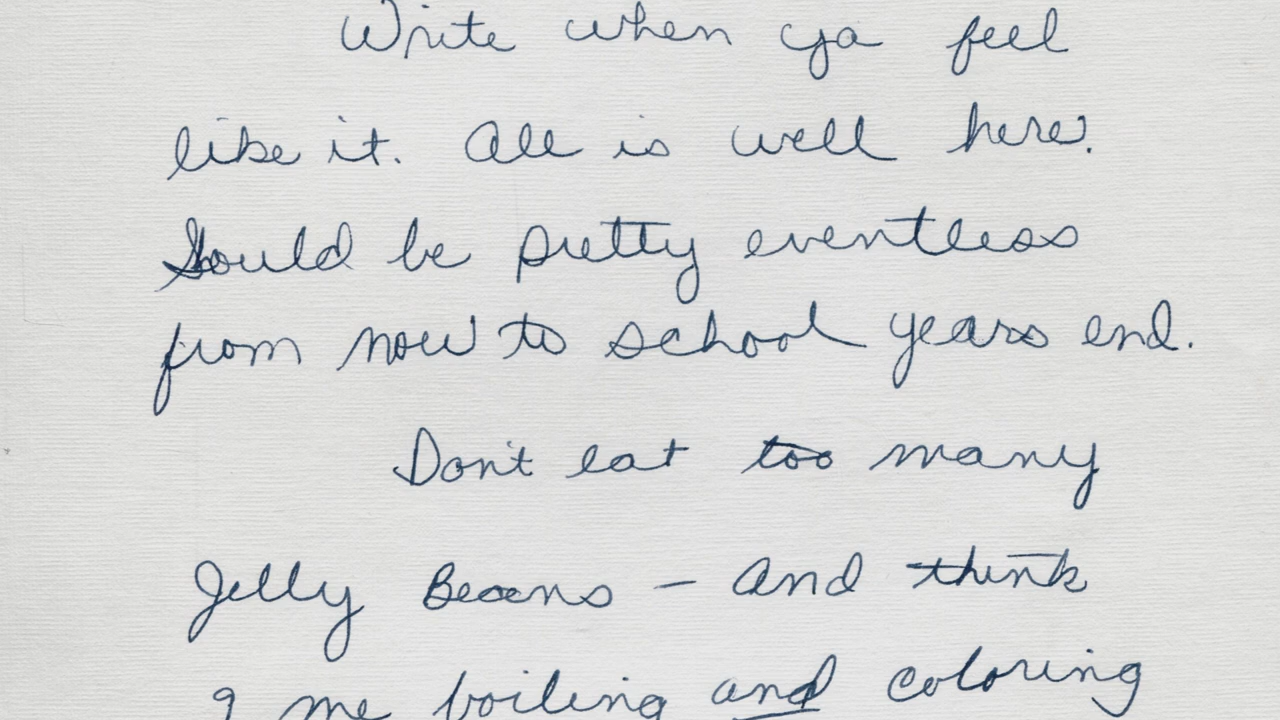 Write when ya feel
like it. All is well here.
Should be pretty eventless
from now to school years end.
Don't eat too many
Jelly Beans - And think
of me boiling and coloring